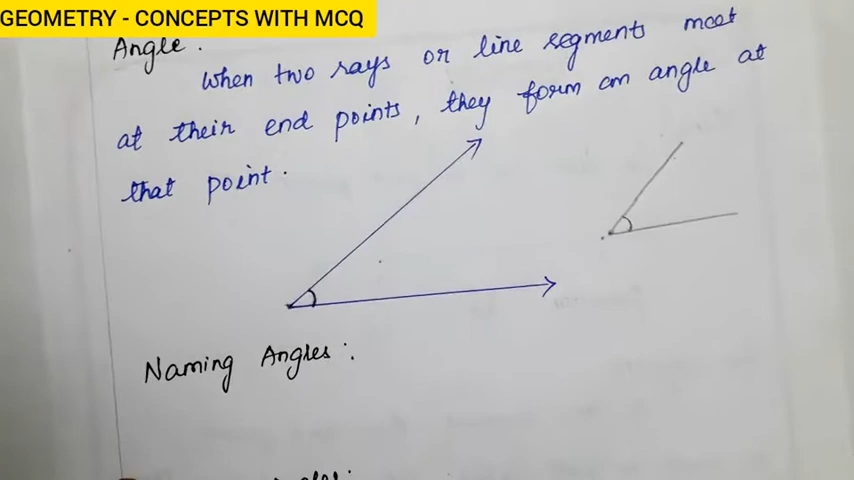 GEOMETRY - CONCEPTS WITH MCQ
Angle.
When two rays or line segments meet
at their end points, they form an angle at
that point.
Naming Angles: